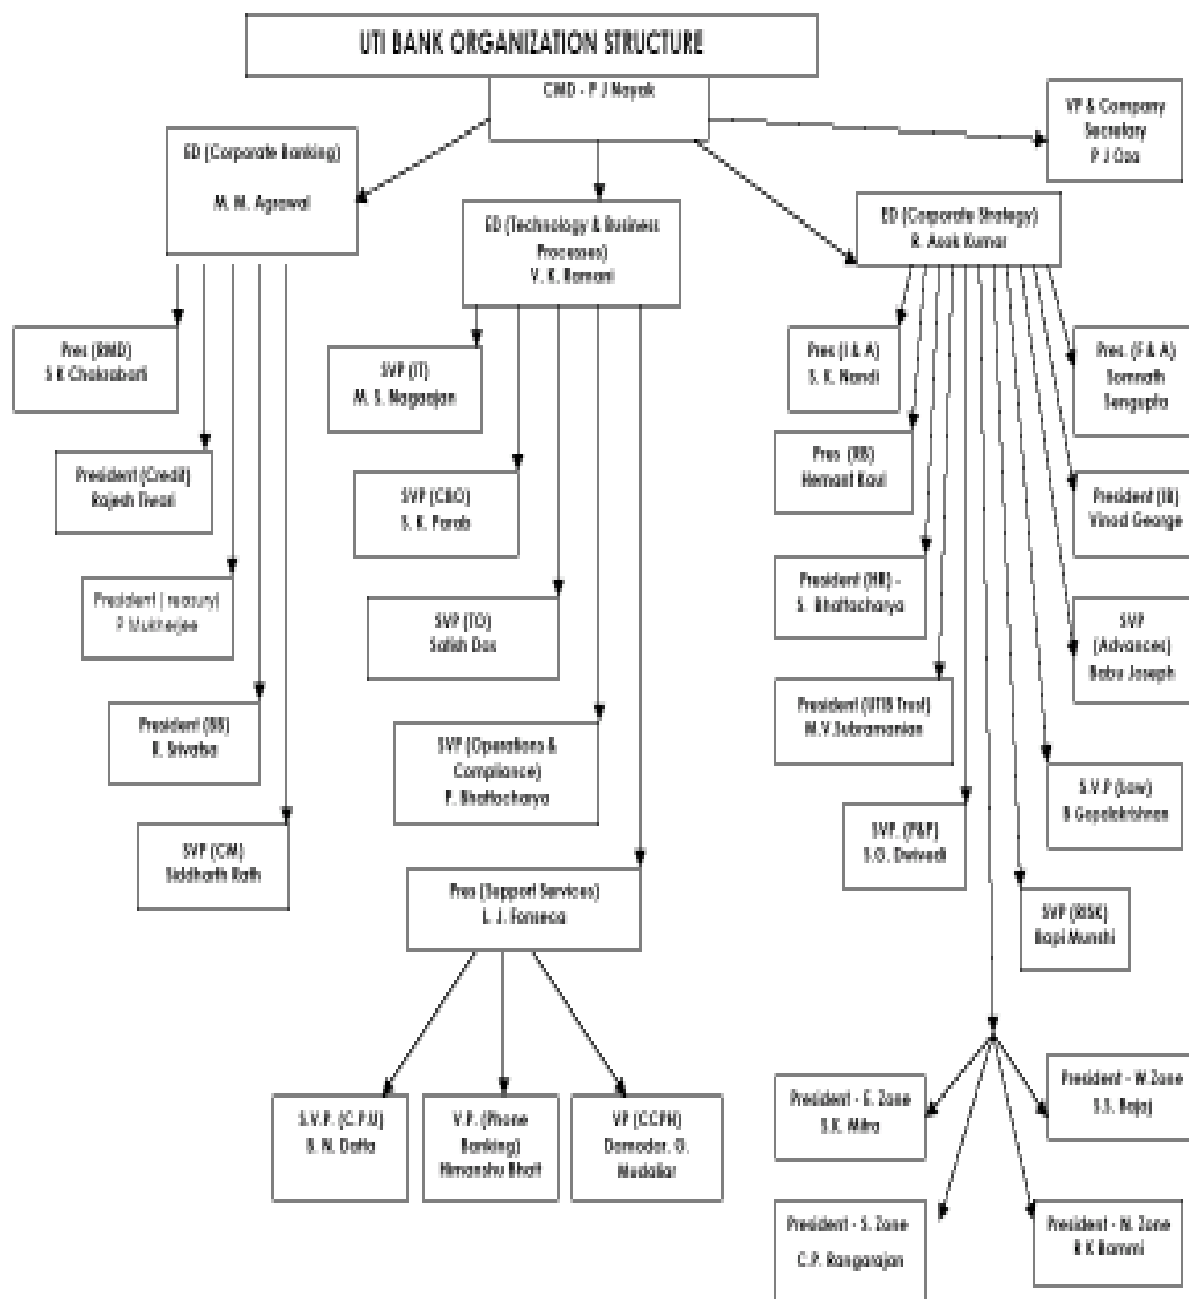 UTI BANK ORGANIZATION STRUCTURE
CMD - P J Nayak
VP & Company
Secretary
P J Oza
ED (Corporate Banking)
M. M. Agrawal
ED (Technology & Business
Processes)
V. K. Ramani
ED (Corporate Strategy)
R. Asok Kumar
Pres (RMD)
S K Chakrabarti
President (Credit)
Rajesh Tiwari
President (Treasury)
P Mukherjee
President (BB)
R. Srivatsa
SVP (CM)
Siddharth Rath
SVP (IT)
M. S. Nagarajan
SVP (CBO)
S. K. Parab
SVP (TO)
Satish Das
SVP (Operations &
Compliance)
P. Bhattacharya
Pres (Support Services)
L. J. Fonseca
S.V.P. (C.P.U)
B. N. Datta
V.P. (Phone
Banking)
Himanshu Bhatt
VP (CCPH)
Damodar. G.
Mudaliar
Pres (I & A)
S. K. Nandi
Pres (RB)
Hemant Kaul
President (HR) -
S. Bhattacharya
President (UTIB Trust)
M.V.Subramanian
SVP. (P&P)
S.G. Dwivedi
Pres. (F & A)
Somnath
Sengupta
President (IB)
Vinod George
SVP
(Advances)
Babu Joseph
S.V.P (Law)
B Gopalakrishnan
SVP (RISK)
Bapi Munshi
President - E. Zone
S.K. Mitra
President - W.Zone
S.S. Bajaj
President - S. Zone
C.P. Rangarajan
President - N. Zone
R K Bammi